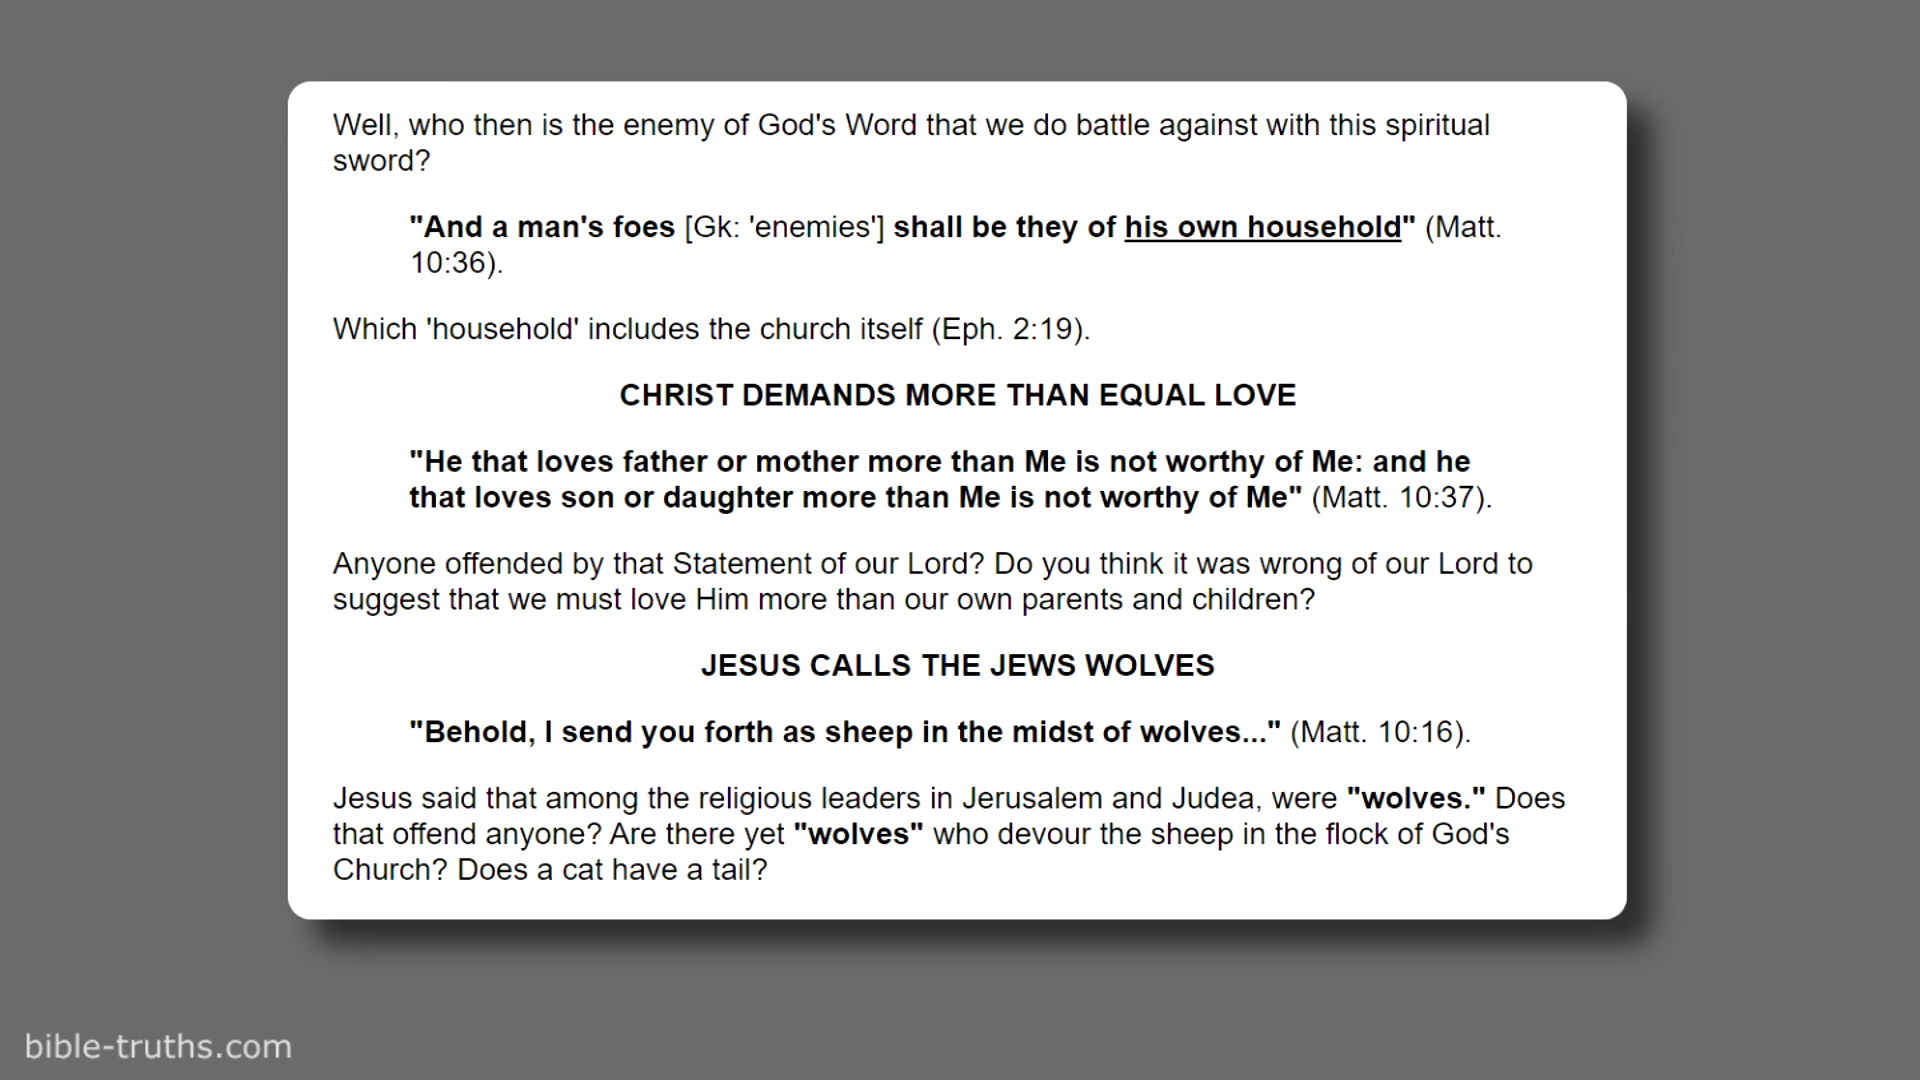 Well, who then is the enemy of God's Word that we do battle against with this spiritual
sword?
"And a man's foes [Gk: 'enemies'] shall be they of his own household" (Matt.
10:36).
Which 'household' includes the church itself (Eph. 2:19).
CHRIST DEMANDS MORE THAN EQUAL LOVE
"He that loves father or mother more than Me is not worthy of Me: and he
that loves son or daughter more than Me is not worthy of Me" (Matt. 10:37).
Anyone offended by that Statement of our Lord? Do you think it was wrong of our Lord to
suggest that we must love Him more than our own parents and children?
JESUS CALLS THE JEWS WOLVES
"Behold, I send you forth as sheep in the midst of wolves..." (Matt. 10:16).
Jesus said that among the religious leaders in Jerusalem and Judea, were "wolves." Does
that offend anyone? Are there yet "wolves" who devour the sheep in the flock of God's
Church? Does a cat have a tail?
bible-truths.com